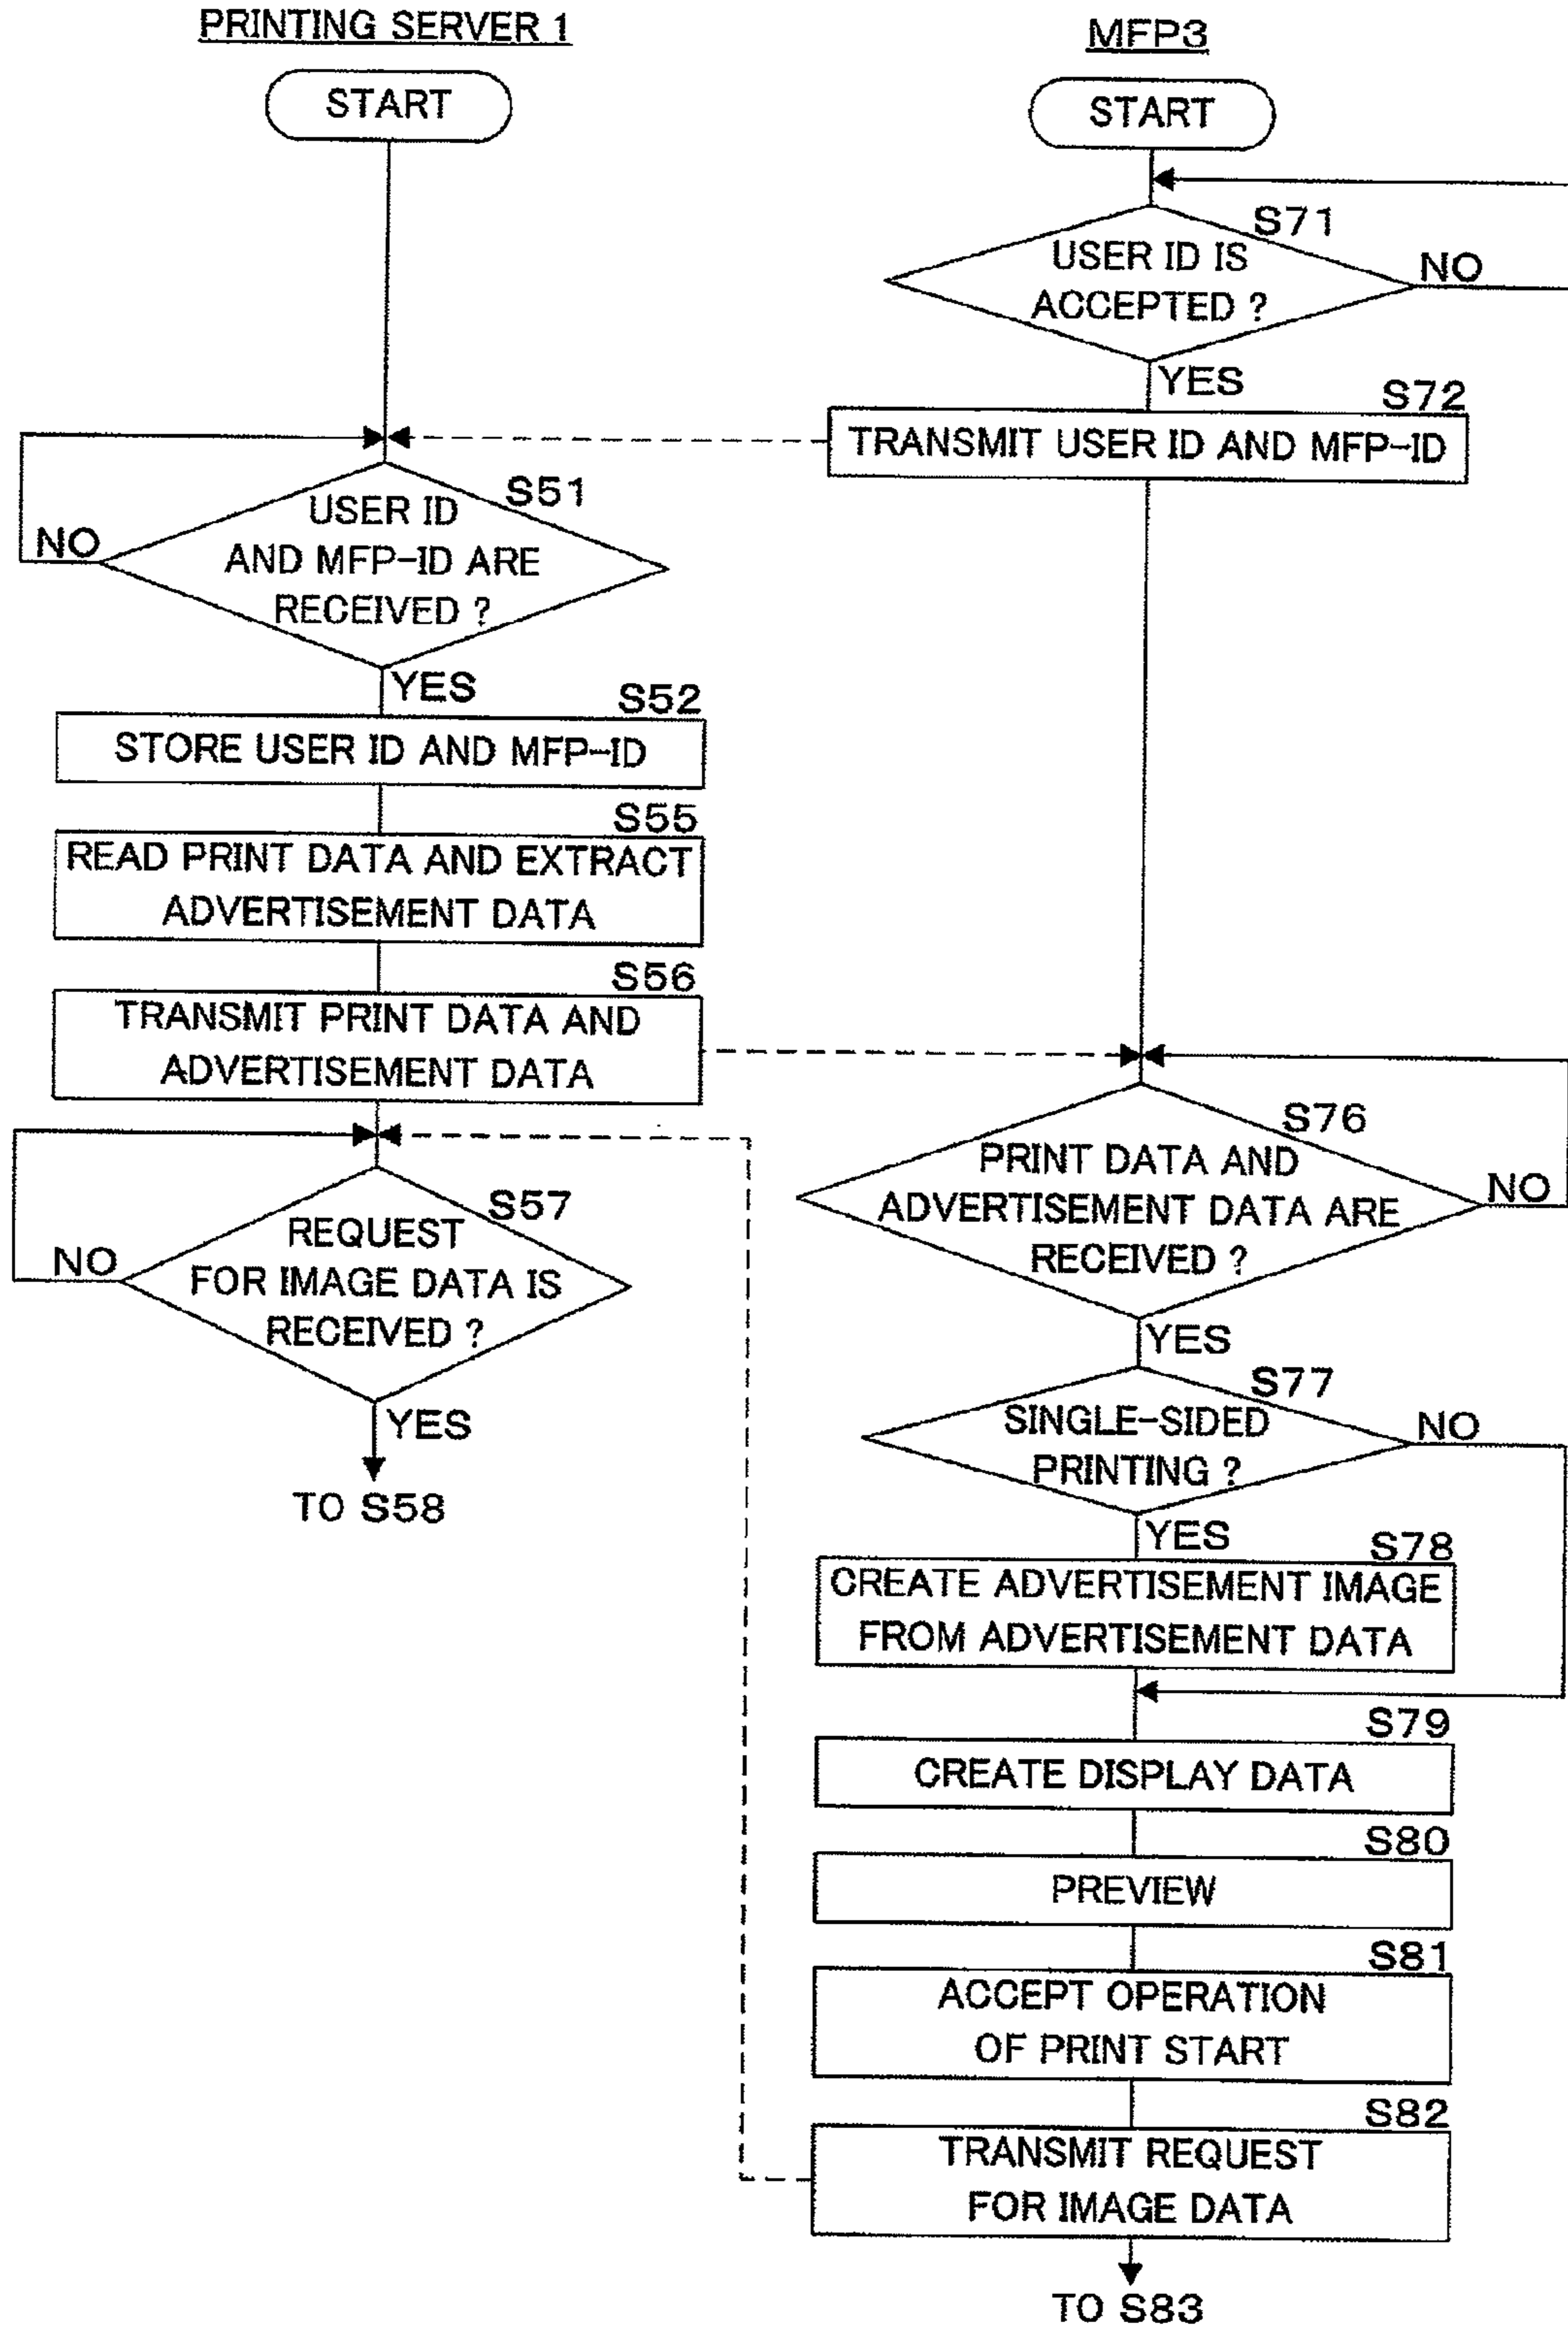 PRINTING SERVER 1
START
S51
USER ID
AND MFP-ID ARE
RECEIVED ?
NO
YES
S52
STORE USER ID AND MFP-ID
S55
READ PRINT DATA AND EXTRACT
ADVERTISEMENT DATA
S56
TRANSMIT PRINT DATA AND
ADVERTISEMENT DATA
S57
REQUEST
FOR IMAGE DATA IS
RECEIVED ?
NO
YES
TO S58
MFP3
START
S71
USER ID IS
ACCEPTED ?
NO
YES
S72
TRANSMIT USER ID AND MFP-ID
S76
PRINT DATA AND
ADVERTISEMENT DATA ARE
RECEIVED ?
NO
YES
S77
SINGLE-SIDED
PRINTING ?
NO
YES
S78
CREATE ADVERTISEMENT IMAGE
FROM ADVERTISEMENT DATA
S79
CREATE DISPLAY DATA
S80
PREVIEW
S81
ACCEPT OPERATION
OF PRINT START
S82
TRANSMIT REQUEST
FOR IMAGE DATA
TO S83